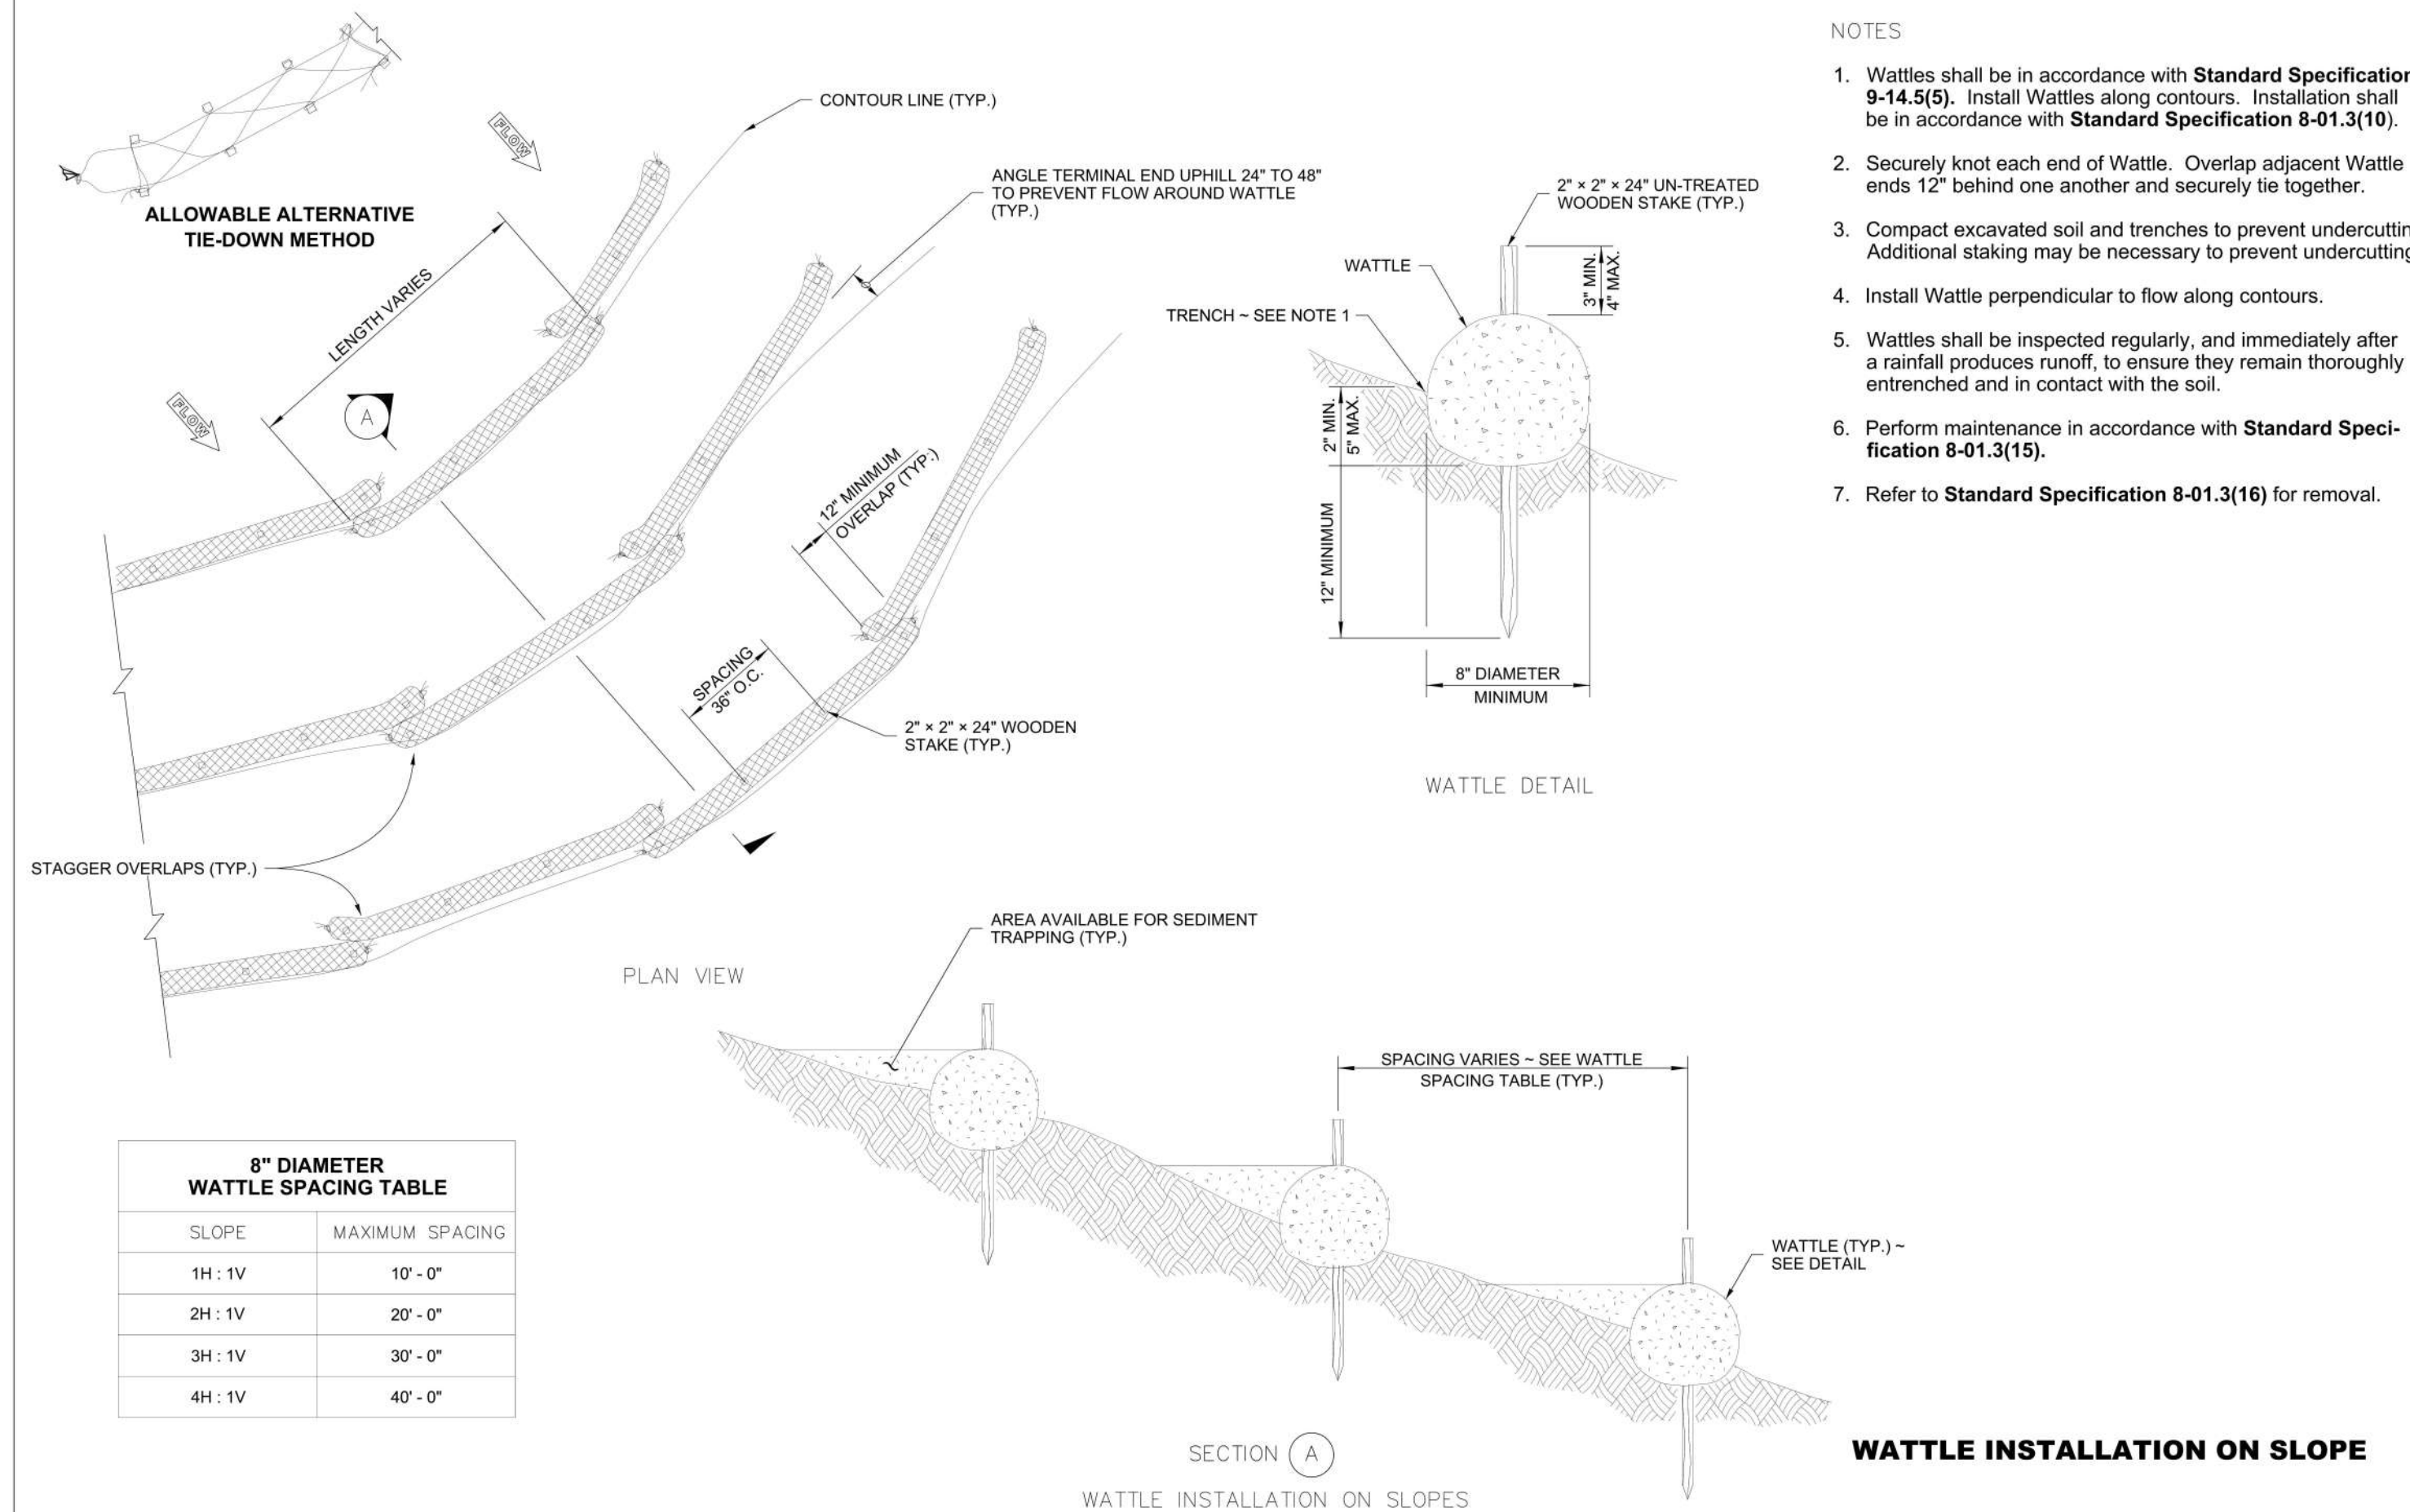 ALLOWABLE ALTERNATIVE
TIE-DOWN METHOD
FLOW
CONTOUR LINE (TYP.)
ANGLE TERMINAL END UPHILL 24" TO 48"
TO PREVENT FLOW AROUND WATTLE
(TYP.)
LENGTH VARIES
FLOW
A
12" MINIMUM
OVERLAP (TYP.)
SPACING
36" O.C.
2" × 2" × 24" WOODEN
STAKE (TYP.)
STAGGER OVERLAPS (TYP.)
PLAN VIEW
2" × 2" × 24" UN-TREATED
WOODEN STAKE (TYP.)
WATTLE
TRENCH ~ SEE NOTE 1
3" MIN.
4" MAX.
2" MIN.
5" MAX.
12" MINIMUM
8" DIAMETER
MINIMUM
WATTLE DETAIL
NOTES
1. Wattles shall be in accordance with Standard Specification
9-14.5(5). Install Wattles along contours. Installation shall
be in accordance with Standard Specification 8-01.3(10).
2. Securely knot each end of Wattle. Overlap adjacent Wattle
ends 12" behind one another and securely tie together.
3. Compact excavated soil and trenches to prevent
Additional staking may be necessary to prevent
4. Install Wattle perpendicular to flow along contours.
5. Wattles shall be inspected regularly, and immediately after
a rainfall produces runoff, to ensure they remain thoroughly
entrenched and in contact with the soil.
6. Perform maintenance in accordance with Standard Speci-
fication 8-01.3(15).
7. Refer to Standard Specification 8-01.3(16) for removal.
AREA AVAILABLE FOR SEDIMENT
TRAPPING (TYP.)
SPACING VARIES ~ SEE WATTLE
SPACING TABLE (TYP.)
WATTLE (TYP.) ~
SEE DETAIL
8" DIAMETER
WATTLE SPACING TABLE
SLOPE MAXIMUM SPACING
1H : 1V 10' - 0"
2H : 1V 20' - 0"
3H : 1V 30' - 0"
4H : 1V 40' - 0"
SECTION A
WATTLE INSTALLATION ON SLOPES
WATTLE INSTALLATION ON SLOPE